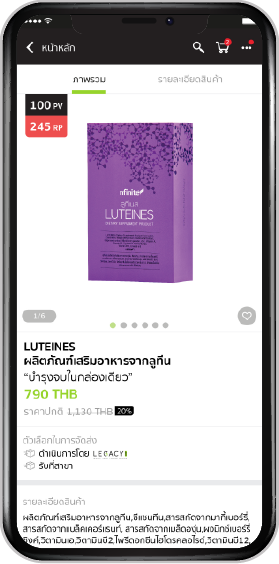 หน้าหลัก
2
ภาพรวม
รายละเอียดสินค้า
100 PV
245 RP
nfinite
ลูทีนส
LUTEINES
DIETARY SUPPLEMENT PRODUCT
1/6
LUTEINES
ผลิตภัณฑ์เสริมอาหารจากลูทีน
“บำรุงจบในกล่องเดียว”
790 THB
ราคาปกติ 1,130 THB 20%
ตัวเลือกในการจัดส่ง
ดำเนินการโดย LEGACY
รับที่สาขา
รายละเอียดสินค้า
ผลิตภัณฑ์เสริมอาหารจากลูทีน,ซีแซนทีน,สารสกัดจากมากีเบอร์รี่,
สารสกัดจากแบล็คเคอร์แรนท์, สารสกัดจากเมล็ดองุ่น,ผงมิกซ์เบอร์รี่
ซิงค์,วิตามินเอ,วิตามินบี2,ไพริดอกซีนไฮโดรคลอไรด์,วิตามินบี12,